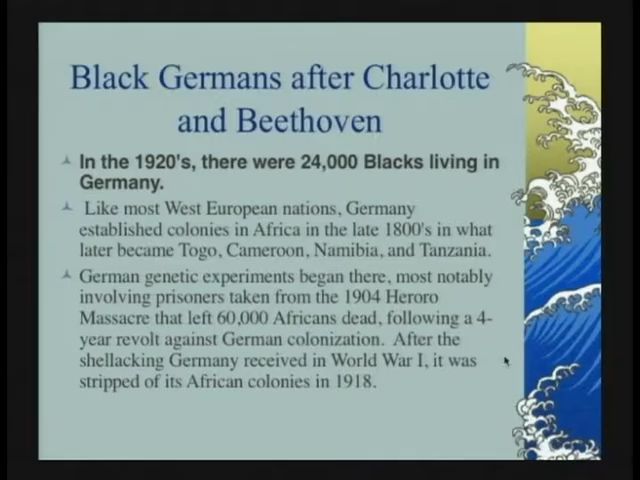 Black Germans after Charlotte
and Beethoven
In the 1920's, there were 24,000 Blacks living in
Germany.
Like most West European nations, Germany
established colonies in Africa in the late 1800's in what
later became Togo, Cameroon, Namibia, and Tanzania.
German genetic experiments began there, most notably
involving prisoners taken from the 1904 Heroro
Massacre that left 60,000 Africans dead, following a 4-
year revolt against German colonization. After the
shellacking Germany received in World War I, it was
stripped of its African colonies in 1918.